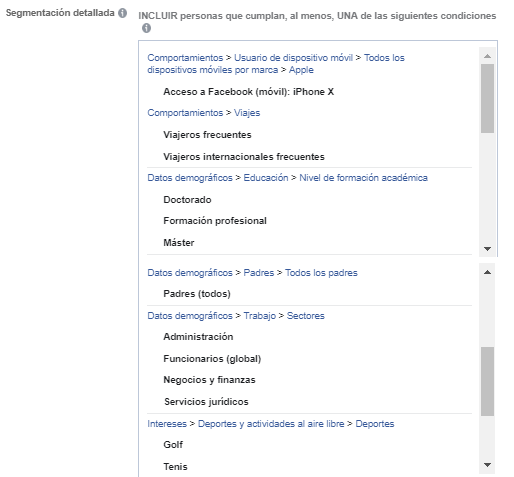 Segmentación detallada
INCLUIR personas que cumplan, al menos, UNA de las siguientes condiciones
Comportamientos > Usuario de dispositivo móvil > Todos los
dispositivos móviles por marca > Apple
Acceso a Facebook (móvil): iPhone X
Comportamientos > Viajes
Viajeros frecuentes
Viajeros internacionales frecuentes
Datos demográficos > Educación > Nivel de formación académica
Doctorado
Formación profesional
Máster
Datos demográficos > Padres > Todos los padres
Padres (todos)
Datos demográficos > Trabajo > Sectores
Administración
Funcionarios (global)
Negocios y finanzas
Servicios jurídicos
Intereses > Deportes y actividades al aire libre > Deportes
Golf
Tenis